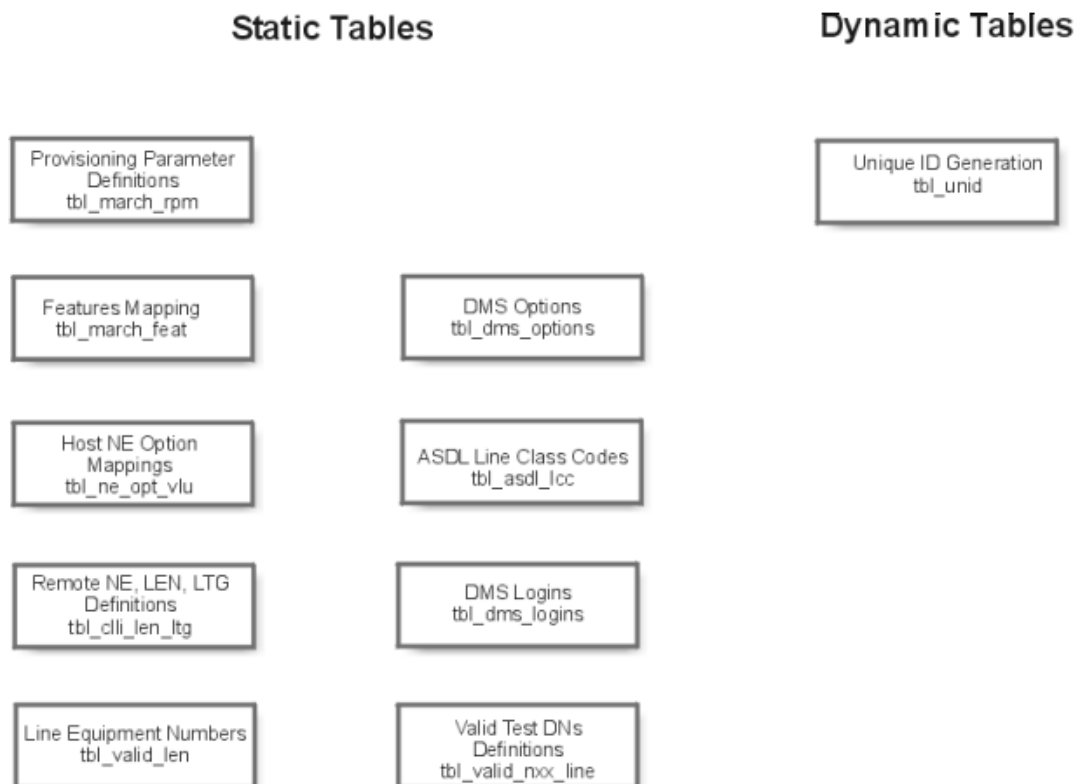 Static Tables
Dynamic Tables
Provisioning Parameter
Definitions
tbl_march_rpm
Unique ID Generation
tbl_unid
Features Mapping
tbl_march_feat
DMS Options
tbl_dms_options
Host NE Option
Mappings
tbl_ne_opt_vlu
ASDL Line Class Codes
tbl_asdl_lcc
Remote NE, LEN, LTG
Definitions
tbl_clli_len_ltg
DMS Logins
tbl_dms_logins
Line Equipment Numbers
tbl_valid_len
Valid Test DNs
Definitions
tbl_valid_nxx_line